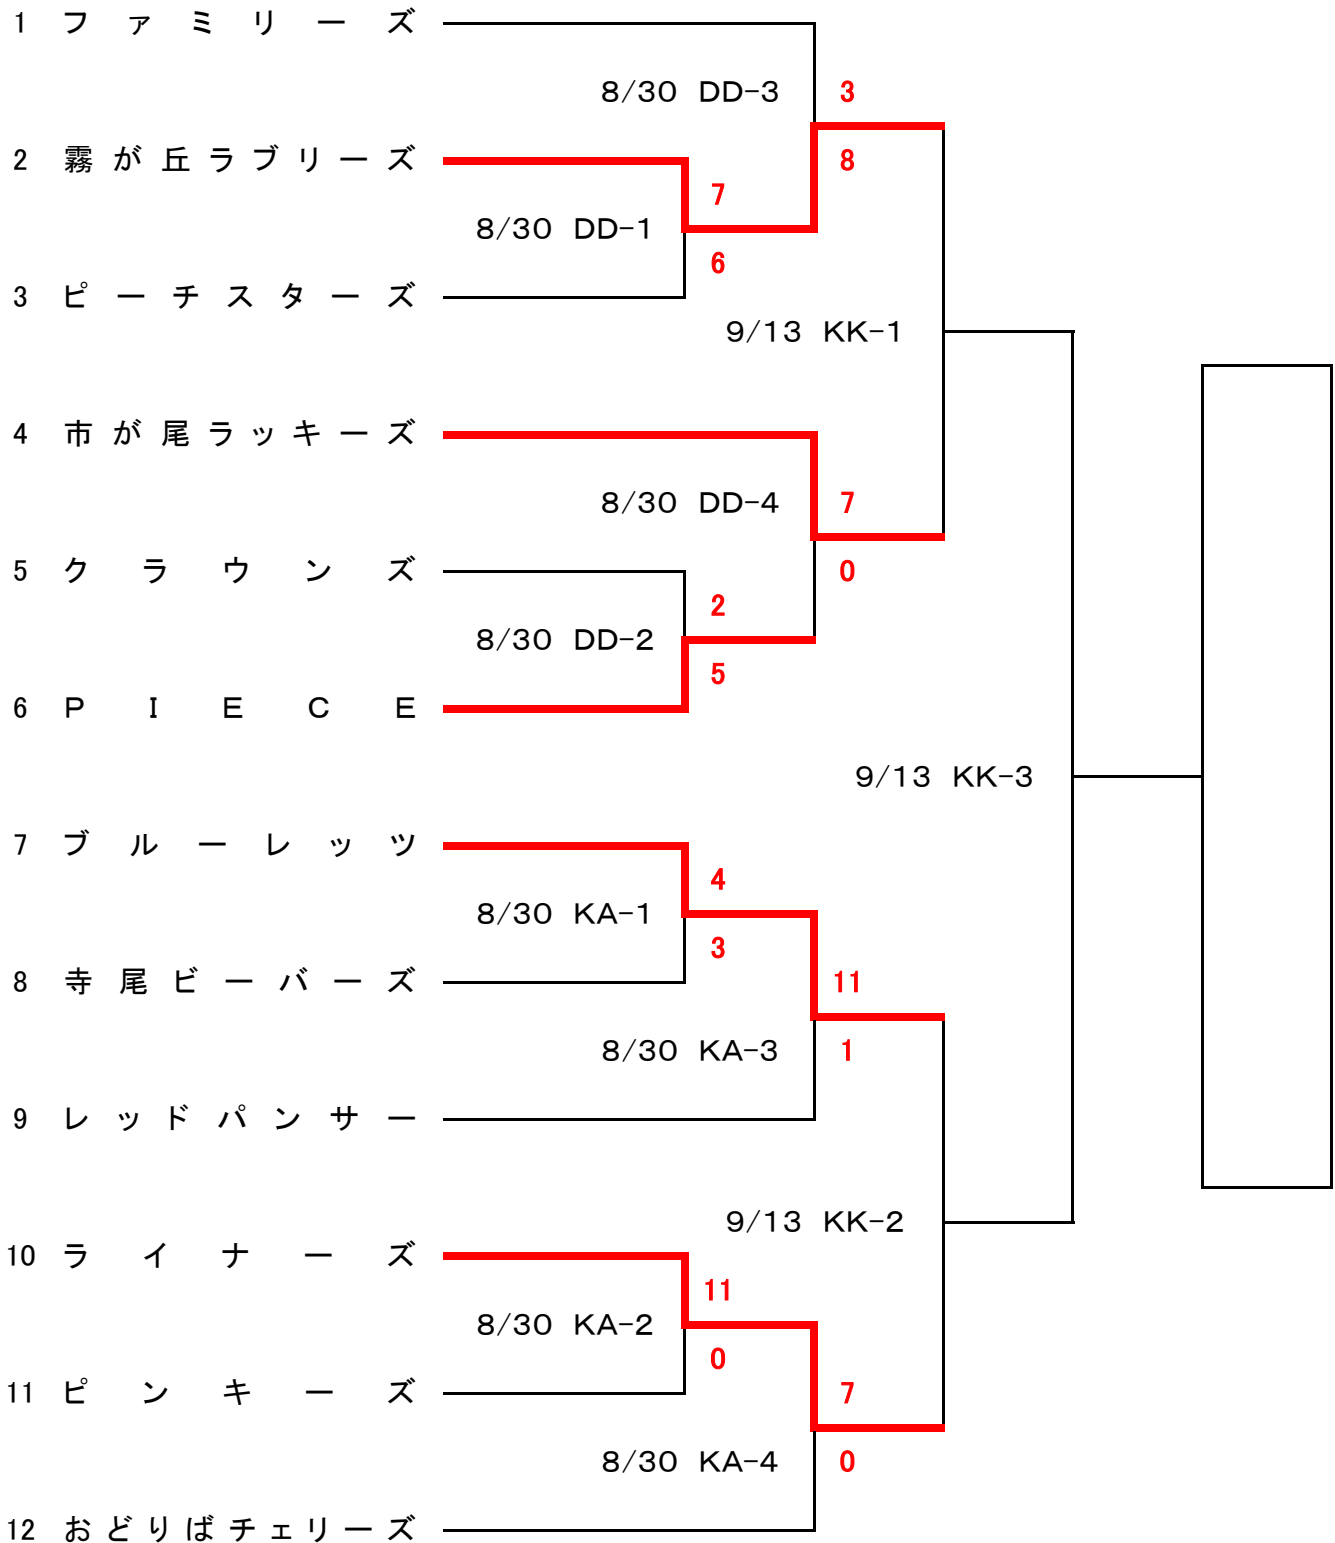 1 ファミリーズ
8/30 DD-3
3
2 霧が丘ラブリーズ
8
7
8/30 DD-1
6
3 ピーチスターズ
9/13 KK-1
4 市が尾ラッキーズ
8/30 DD-4
7
5 クラウンズ
0
2
8/30 DD-2
5
6 PIECE
9/13 KK-3
7 ブルーレッツ
4
8/30 KA-1
3
8 寺尾ビーバーズ
11
8/30 KA-3
1
9 レッドパンサー
9/13 KK-2
10 ライナーズ
11
8/30 KA-2
0
11 ピンキーズ
7
8/30 KA-4
0
12 おどりばチェリーズ